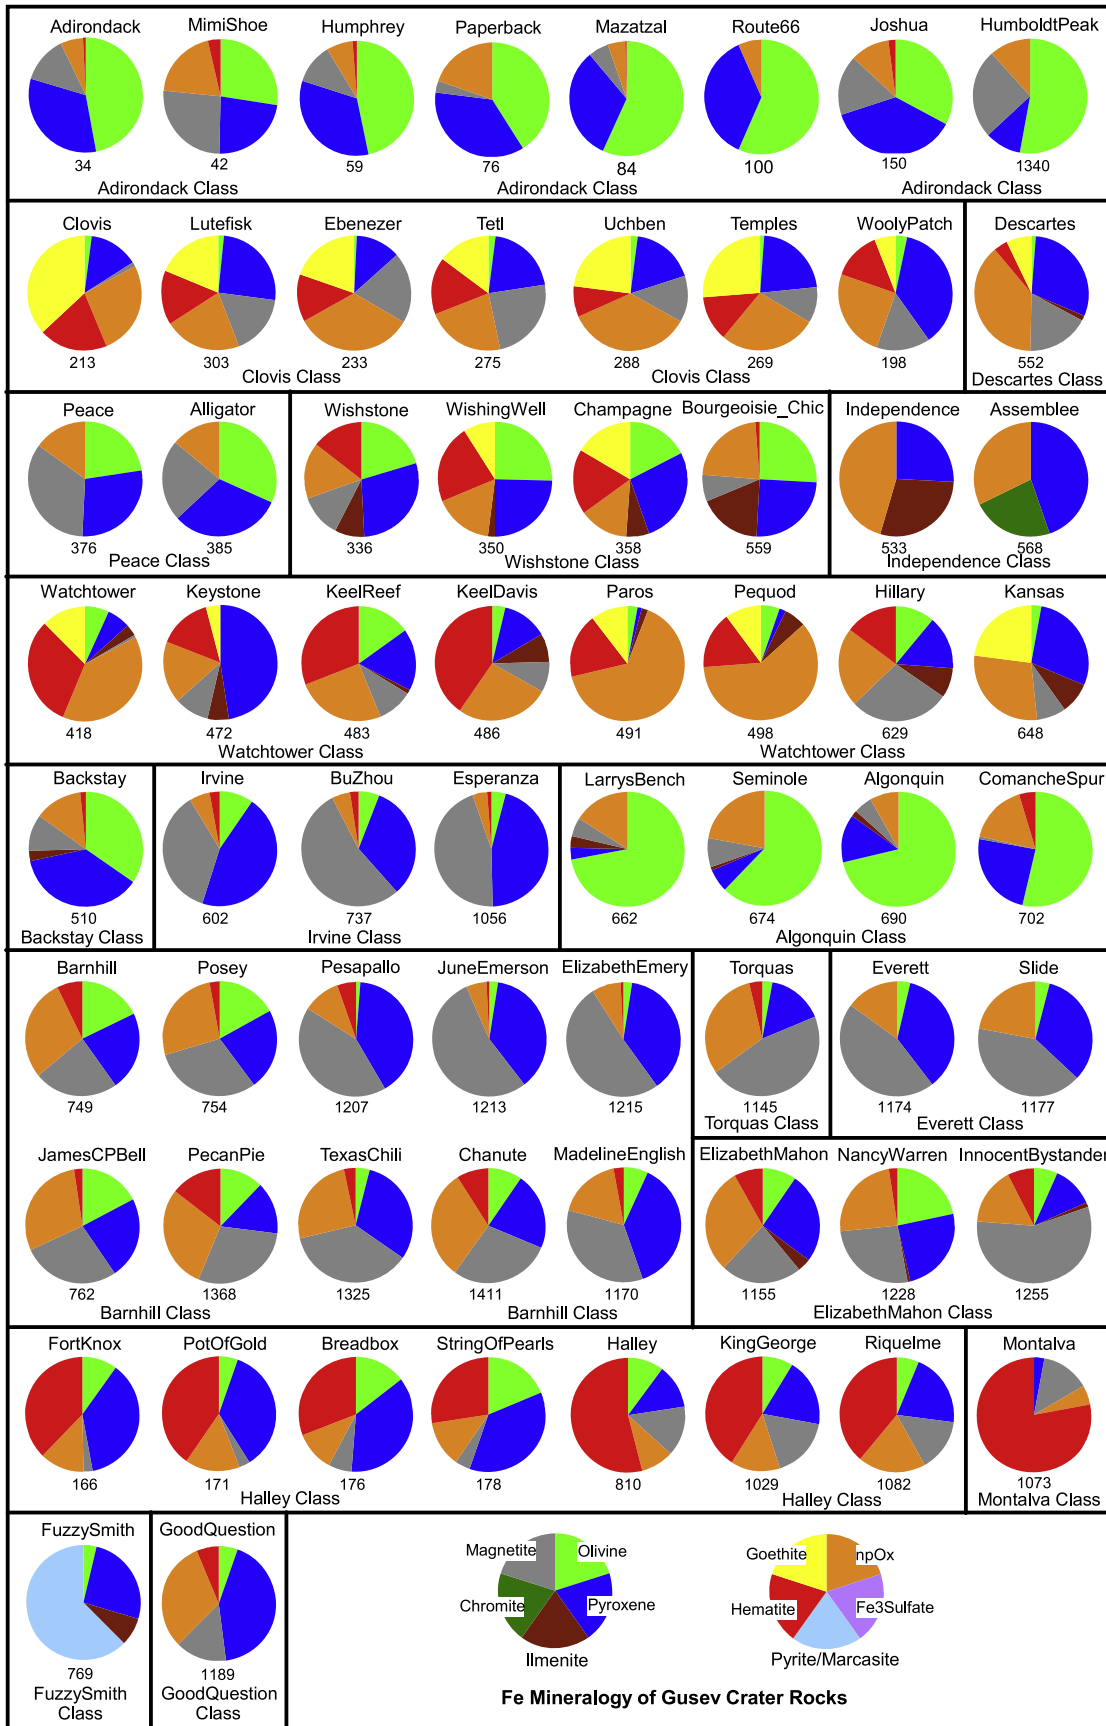 Adirondack MimiShoe Humphrey Paperback Mazatzal Route66 Joshua HumboldtPeak
34 42 59 76 84 100 150 1340
Adirondack Class Adirondack Class Adirondack Class
Clovis Lutefisk Ebenezer Tetl Uchben Temples WoolyPatch Descartes
213 303 233 275 288 269 198 552
Clovis Class Clovis Class Descartes Class
Peace Alligator Wishstone WishingWell Champagne Bourgeoisie_Chic Independence Assemblee
376 385 336 350 358 559 533 568
Peace Class Wishstone Class Independence Class
Watchtower Keystone KeelReef KeelDavis Paros Pequod Hillary Kansas
418 472 483 486 491 498 629 648
Watchtower Class Watchtower Class
Backstay Irvine BuZhou Esperanza LarrysBench Seminole Algonquin ComancheSpur
510 602 737 1056 662 674 690 702
Backstay Class Irvine Class Algonquin Class
Barnhill Posey Pesapallo JuneEmerson ElizabethEmery Torquas Everett Slide
749 754 1207 1213 1215 1145 1174 1177
Torquas Class Everett Class
JamesCPBell PecanPie TexasChili Chanute MadelineEnglish ElizabethMahon NancyWarren InnocentBystander
762 1368 1325 1411 1170 1155 1228 1255
Barnhill Class Barnhill Class ElizabethMahon Class
FortKnox PotOfGold Breadbox StringOfPearls Halley KingGeorge Riquelme Montalva
166 171 176 178 810 1029 1082 1073
Halley Class Halley Class Montalva Class
FuzzySmith GoodQuestion
769 1189
FuzzySmith Class
GoodQuestion Class
Magnetite Olivine
Chromite Pyroxene
Ilmenite
Goethite npOx
Hematite Fe3Sulfate
Pyrite/Marcasite
Fe Mineralogy of Gusev Crater Rocks